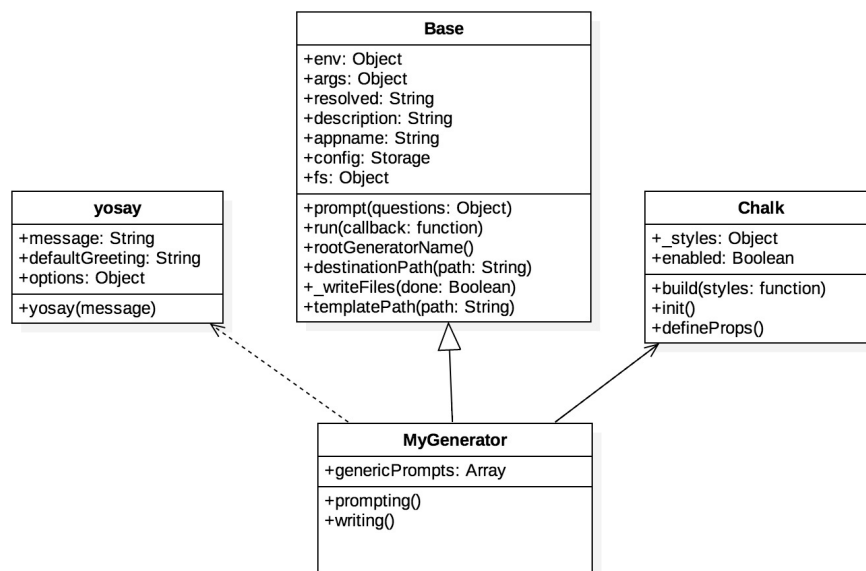 Base
+env: Object
+args: Object
+resolved: String
+description: String
+appname: String
+config: Storage
+fs: Object
+prompt(questions: Object)
+run(callback: function)
+rootGeneratorName()
+destinationPath(path: String)
+_writeFiles(done: Boolean)
+templatePath(path: String)
yosay
+message: String
+defaultGreeting: String
+options: Object
+yosay(message)
Chalk
+_styles: Object
+enabled: Boolean
+build(styles: function)
+init()
+defineProps()
MyGenerator
+genericPrompts: Array
+prompting()
+writing()